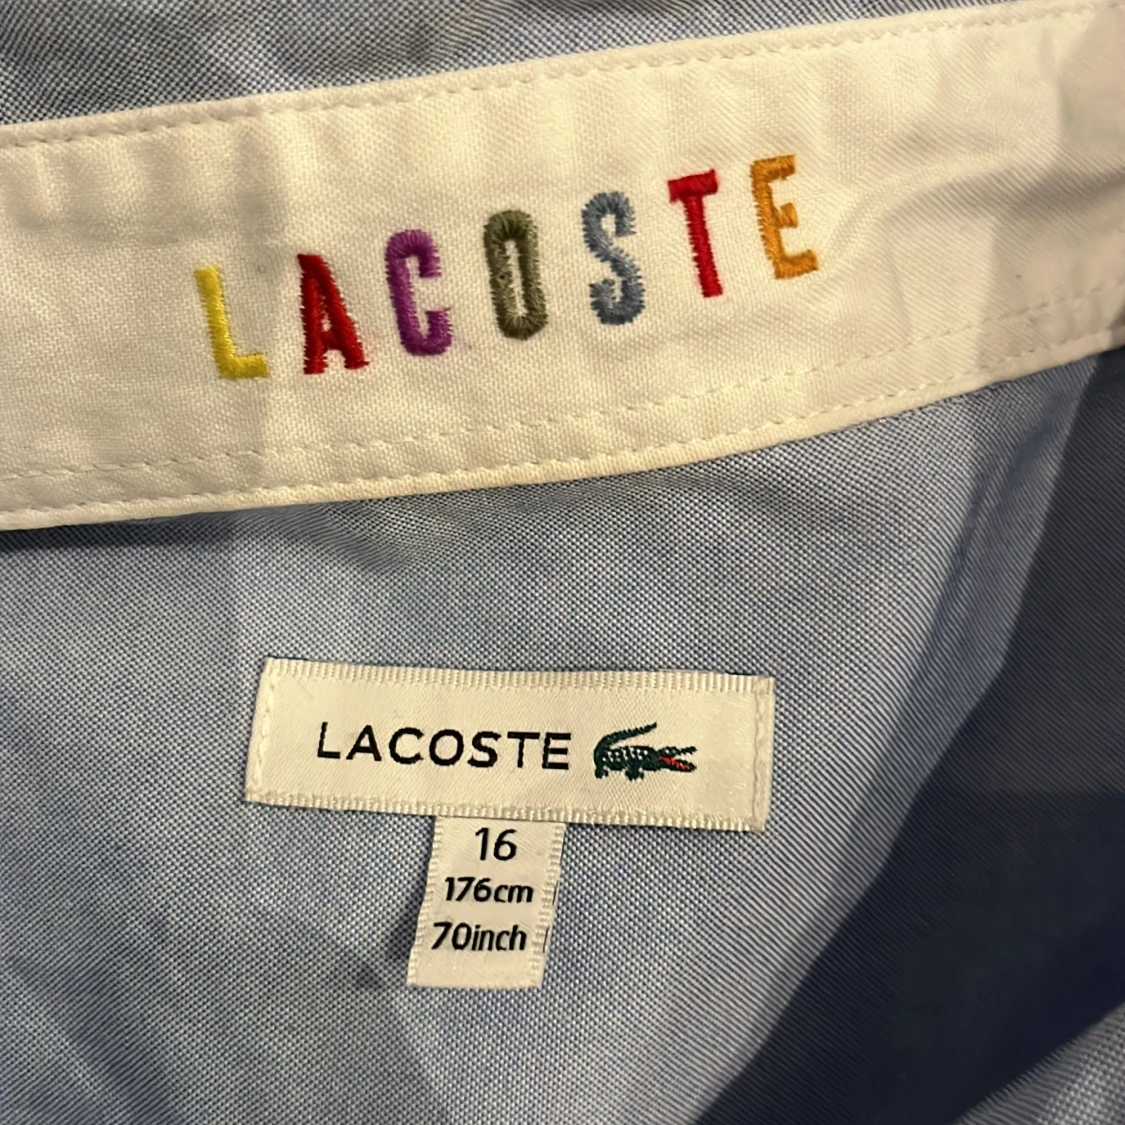 LACOSTE
LACOSTE
16
176cm
70inch